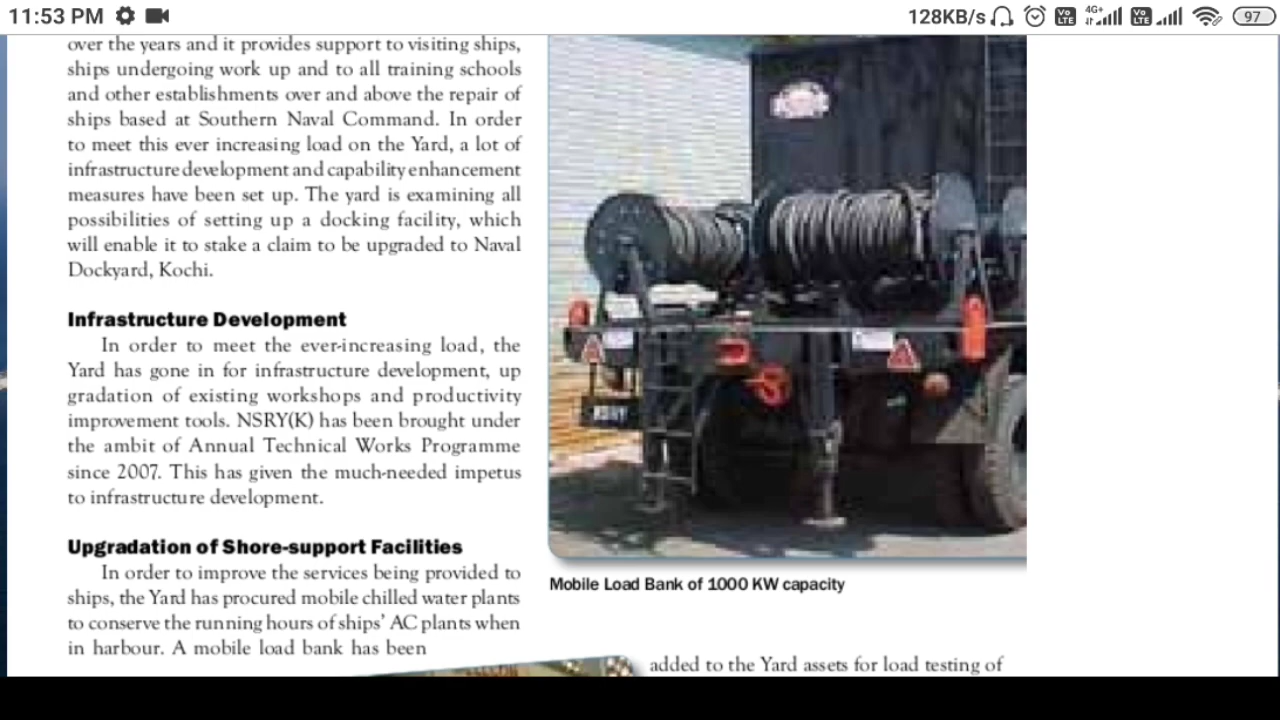 11:53 PM
128KB/s
Vo LTE
4G+
Vo LTE
97
over the years and it provides support to visiting ships,
ships undergoing work up and to all training schools
and other establishments over and above the repair of
ships based at Southern Naval Command. In order
to meet this ever increasing load on the Yard, a lot of
infrastructure development and capability enhancement
measures have been set up. The yard is examining all
possibilities of setting up a docking facility, which
will enable it to stake a claim to be upgraded to Naval
Dockyard, Kochi.
Infrastructure Development
In order to meet the ever-increasing load, the
Yard has gone in for infrastructure development, up
gradation of existing workshops and productivity
improvement tools. NSRY(K) has been brought under
the ambit of Annual Technical Works Programme
since 2007. This has given the much-needed impetus
to infrastructure development.
Upgradation of Shore-support Facilities
In order to improve the services being provided to
ships, the Yard has procured mobile chilled water plants
to conserve the running hours of ships' AC plants when
in harbour. A mobile load bank has been
NSRY
Mobile Load Bank of 1000 KW capacity
added to the Yard assets for load testing of